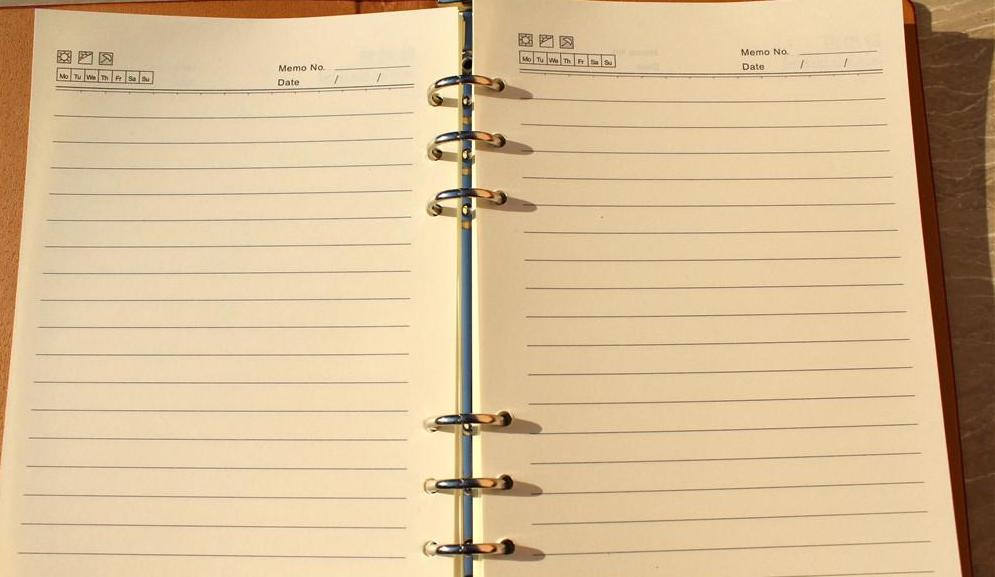 Memo No.
Mo Tu We Th Fr Sa Su
Date / /
Memo No.
Mo Tu We Th Fr Sa Su
Date / /